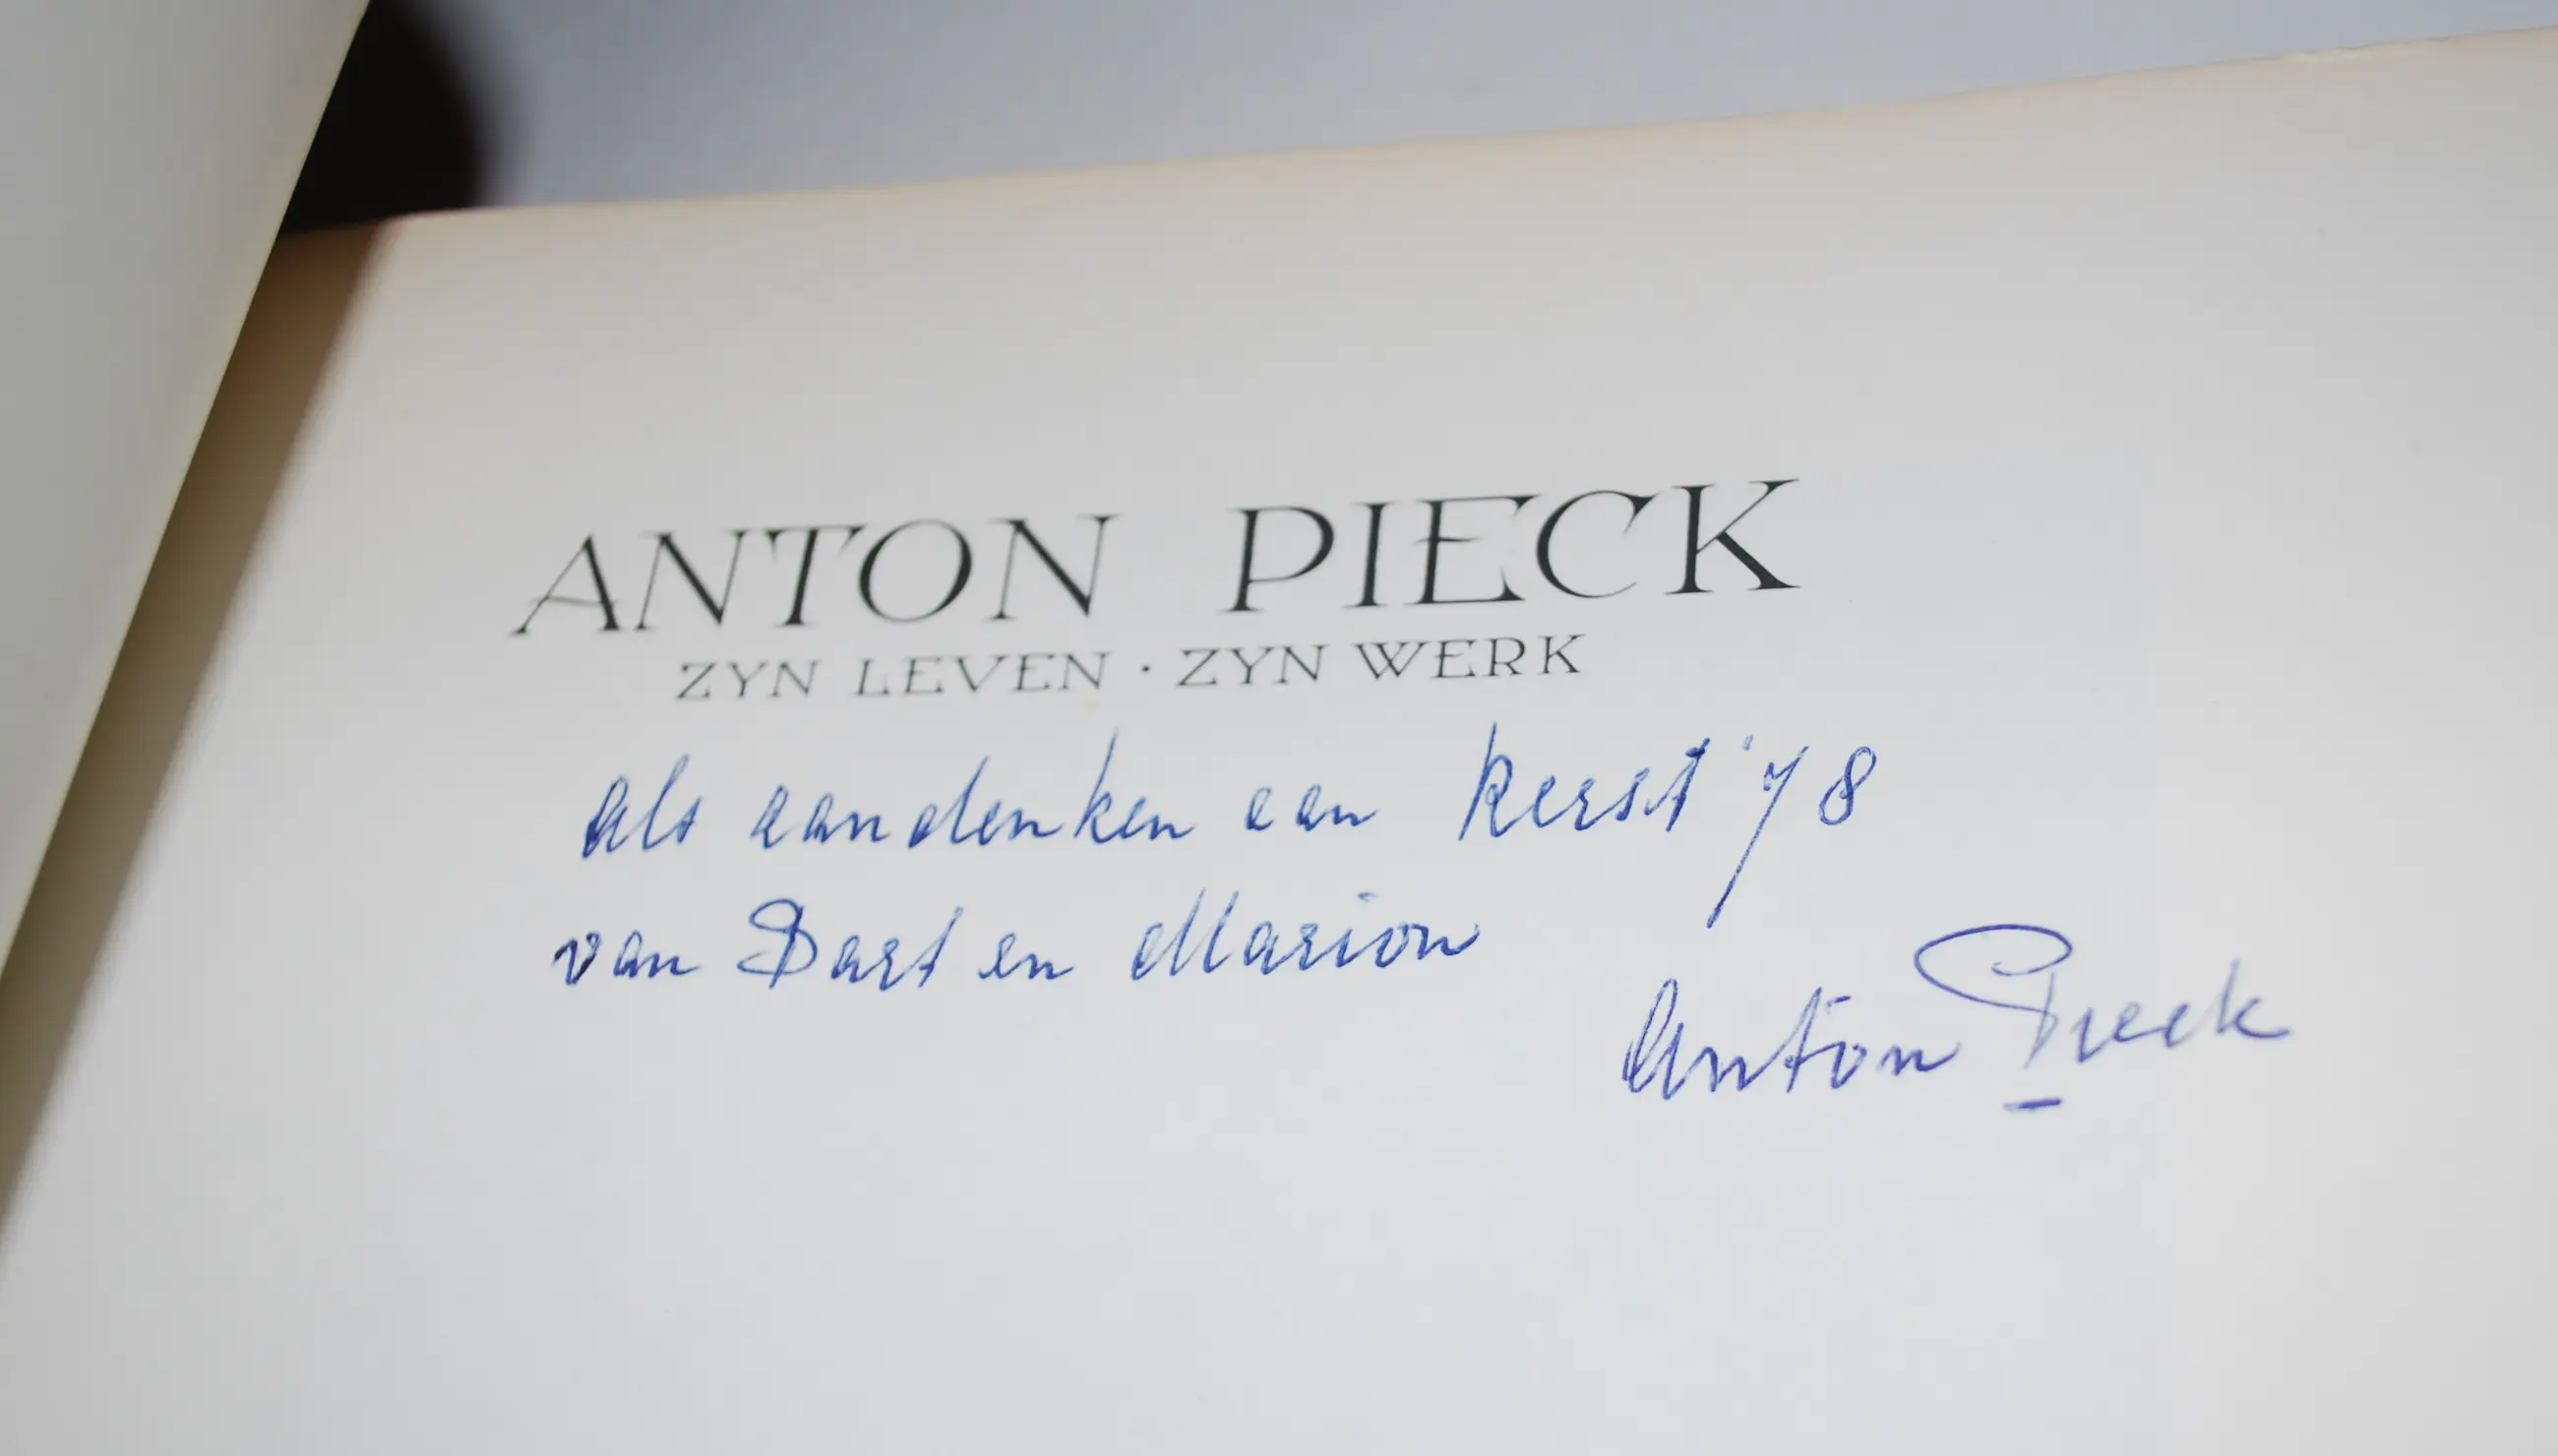 ANTON PIECK
ZYN LEVEN · ZYN WERK
als aandenken aan kerst '78
van Bart en Marion
Anton Pieck